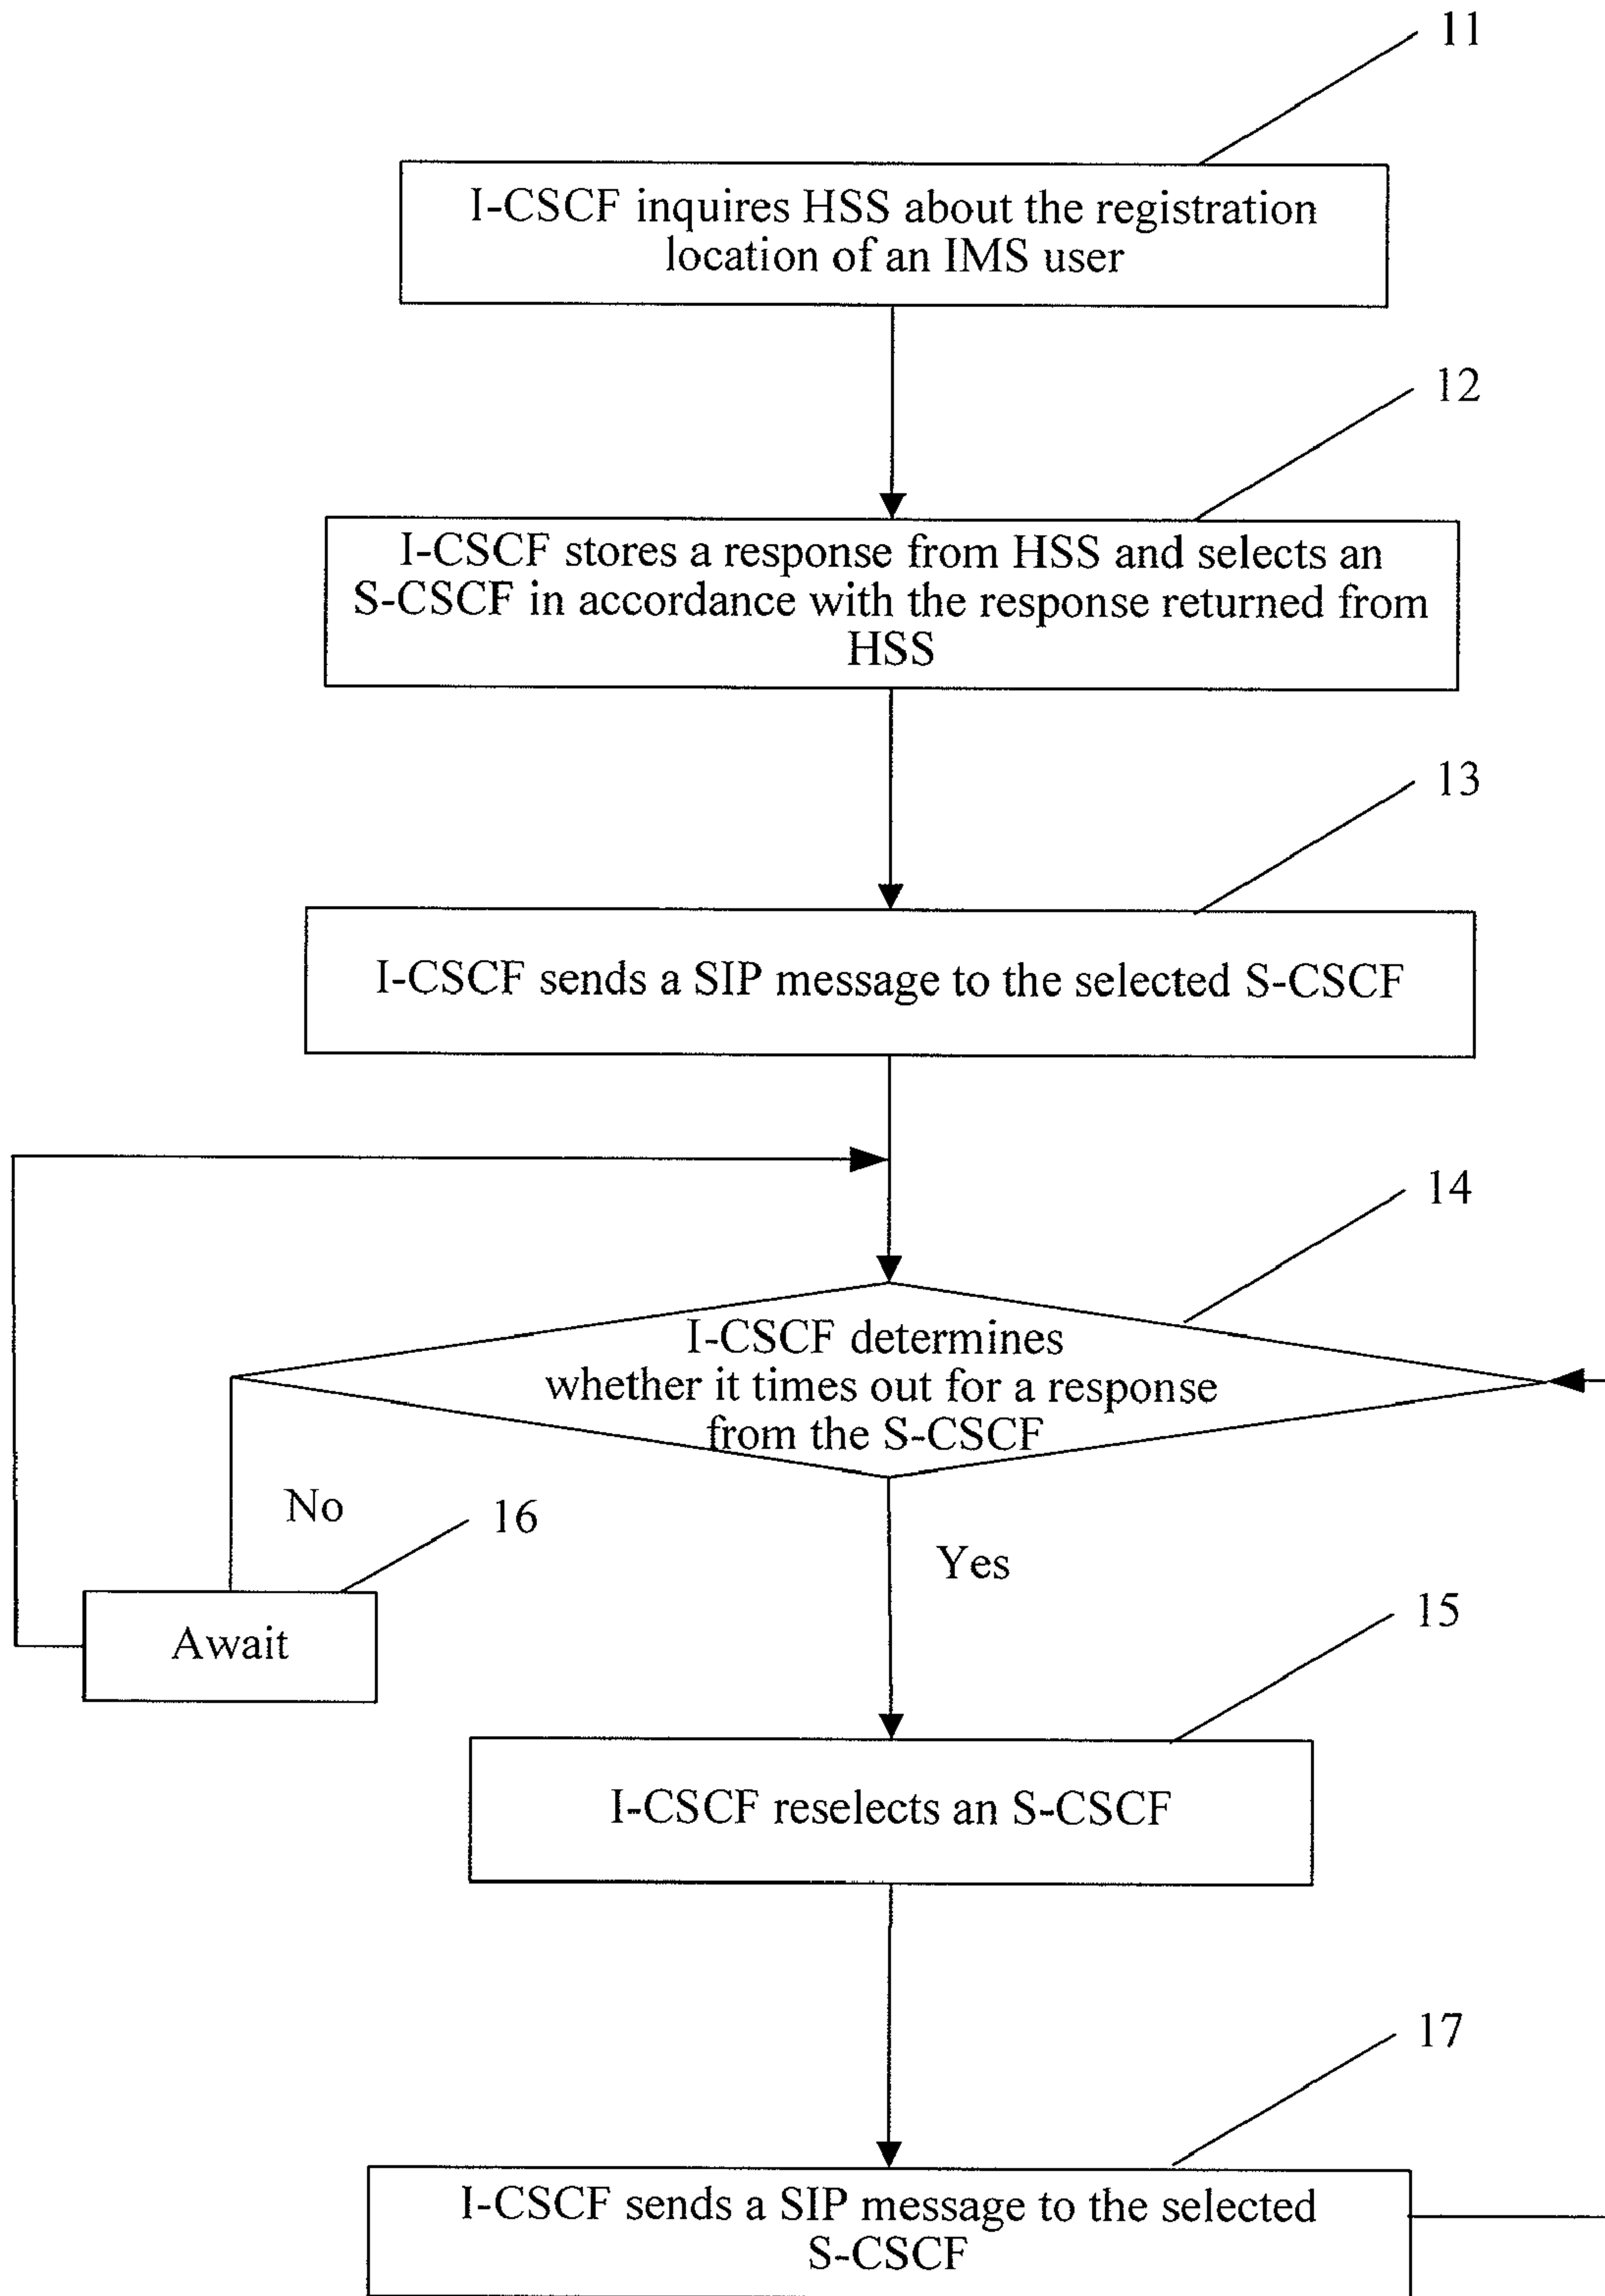 11
I-CSCF inquires HSS about the registration
location of an IMS user
12
I-CSCF stores a response from HSS and selects an
S-CSCF in accordance with the response returned from
HSS
13
I-CSCF sends a SIP message to the selected S-CSCF
14
I-CSCF determines
whether it times out for a response
from the S-CSCF
No
16
Yes
Await
15
I-CSCF reselects an S-CSCF
17
I-CSCF sends a SIP message to the selected
S-CSCF